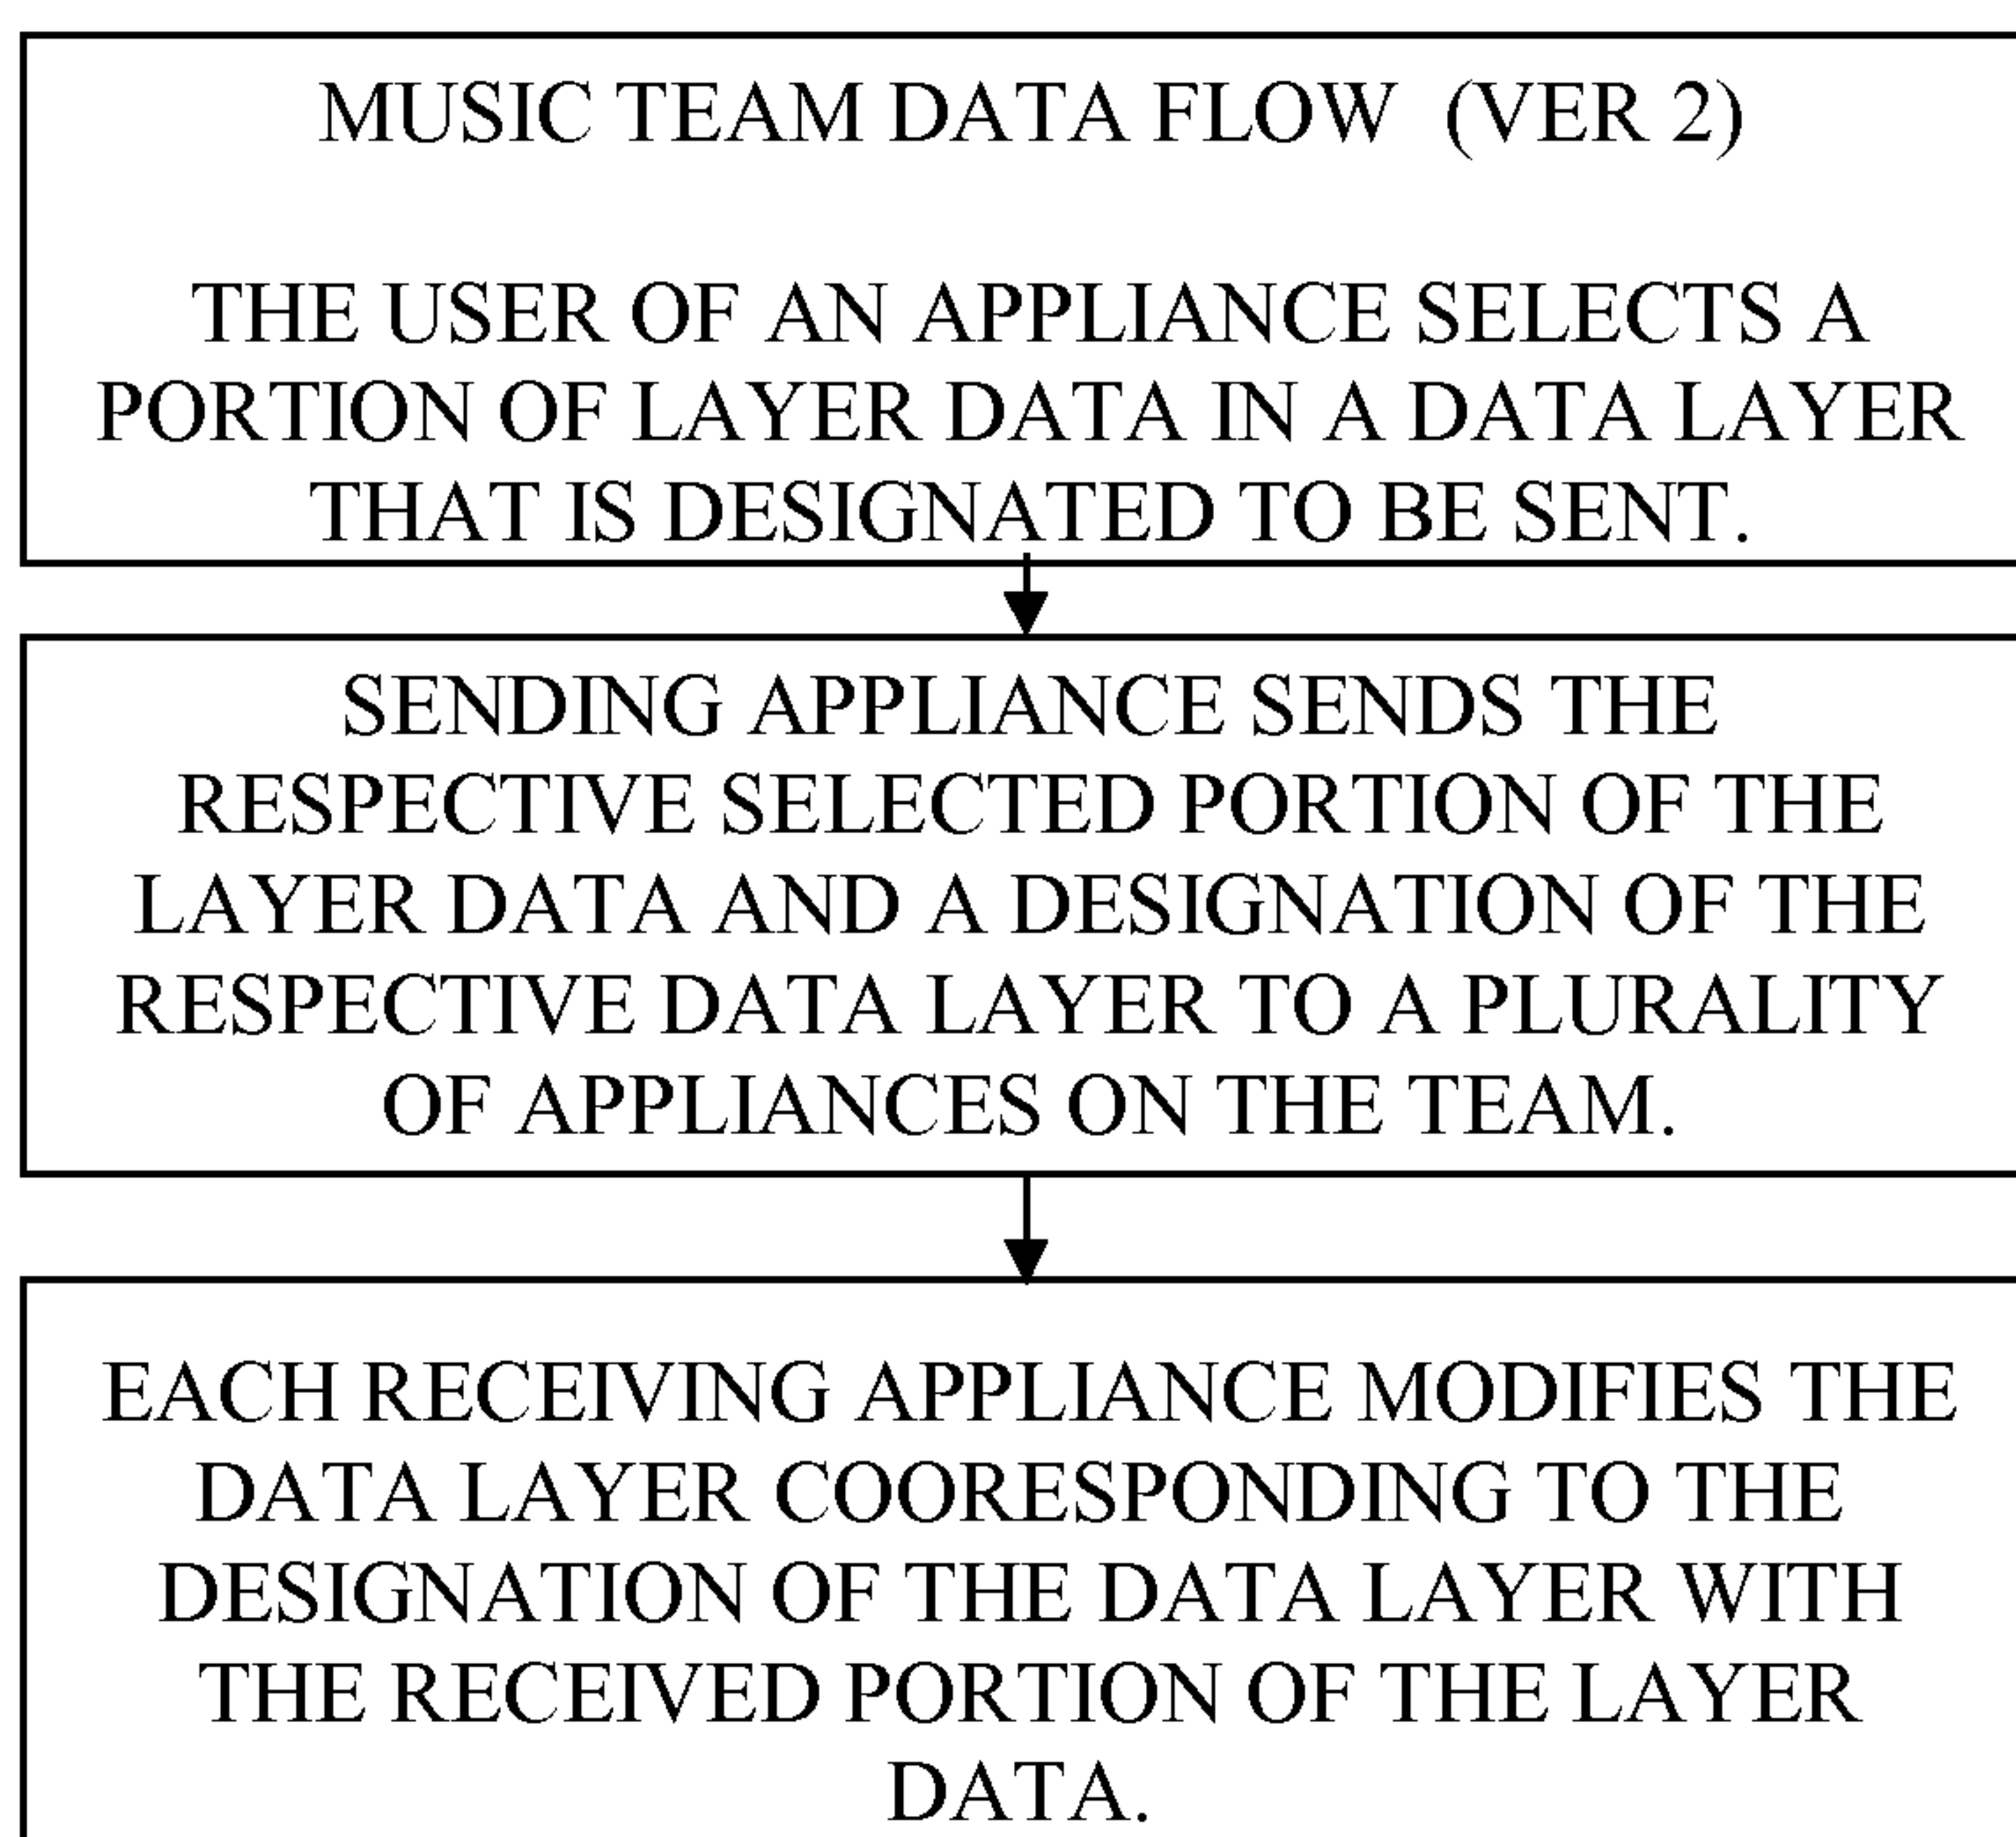 MUSIC TEAM DATA FLOW (VER 2)
THE USER OF AN APPLIANCE SELECTS A
PORTION OF LAYER DATA IN A DATA LAYER
THAT IS DESIGNATED TO BE SENT.
SENDING APPLIANCE SENDS THE
RESPECTIVE SELECTED PORTION OF THE
LAYER DATA AND A DESIGNATION OF THE
RESPECTIVE DATA LAYER TO A PLURALITY
OF APPLIANCES ON THE TEAM.
EACH RECEIVING APPLIANCE MODIFIES THE
DATA LAYER COORESPONDING TO THE
DESIGNATION OF THE DATA LAYER WITH
THE RECEIVED PORTION OF THE LAYER
DATA.